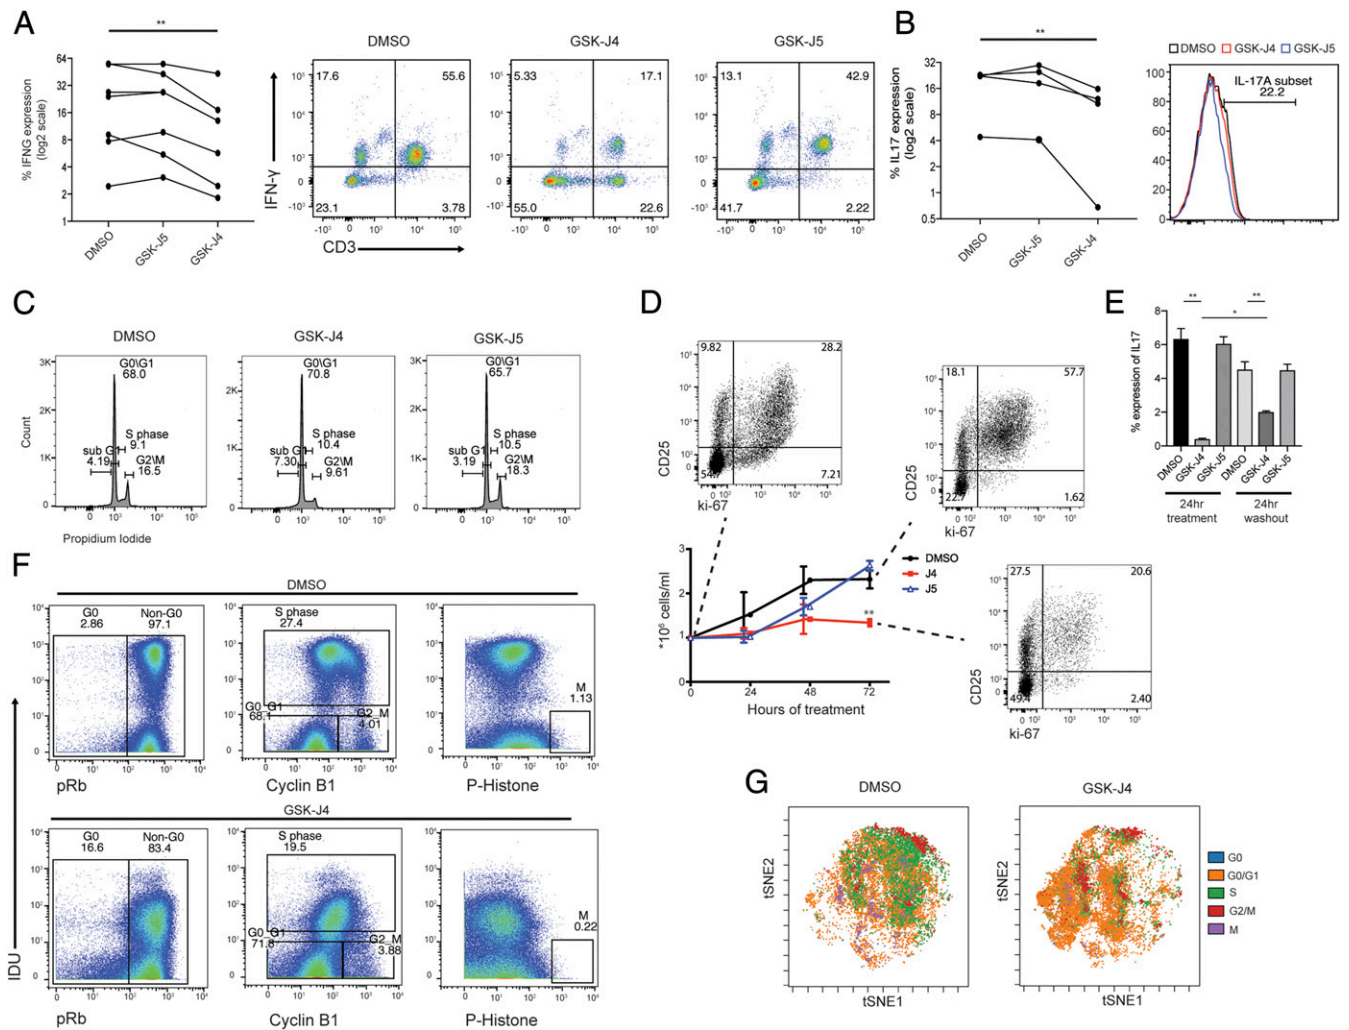 A
**
% IFNG expression
(log2 scale)
64
32
16
8
4
2
1
DMSO
GSK-J5
GSK-J4
DMSO
GSK-J4
GSK-J5
17.6
55.6
23.1
3.78
5.33
17.1
55.0
22.6
13.1
42.9
41.7
2.22
IFN-γ
CD3
B
**
% IL17 expression
(log2 scale)
32
16
8
4
2
1
0.5
DMSO
GSK-J5
GSK-J4
DMSO GSK-J4 GSK-J5
IL-17A subset
22.2
100
80
60
40
20
0
C
DMSO
GSK-J4
GSK-J5
Count
3K
2K
1K
0
G0\G1
68.0
S phase
9.1
sub G1
4.19
G2\M
16.5
Propidium Iodide
G0\G1
70.8
S phase
10.4
sub G1
7.30
G2\M
9.61
G0\G1
65.7
S phase
10.5
sub G1
3.19
G2\M
18.3
D
9.82
28.2
7.21
CD25
ki-67
18.1
57.7
22.7
1.62
CD25
ki-67
27.5
20.6
49.4
2.40
CD25
ki-67
*10⁶ cells/ml
3
2
1
0
0
24
48
72
Hours of treatment
DMSO
J4
J5
**
E
**
**
*
% expression of IL17
8
6
4
2
0
DMSO
GSK-J4
GSK-J5
DMSO
GSK-J4
GSK-J5
24hr
treatment
24hr
washout
F
DMSO
G0
2.86
Non-G0
97.1
S phase
27.4
G0_G1
68.1
G2_M
4.01
M
1.13
pRb
Cyclin B1
P-Histone
GSK-J4
G0
16.6
Non-G0
83.4
S phase
19.5
G0_G1
71.8
G2_M
3.88
M
0.22
IDU
pRb
Cyclin B1
P-Histone
G
DMSO
GSK-J4
tSNE2
tSNE1
tSNE2
tSNE1
G0
G0/G1
S
G2/M
M